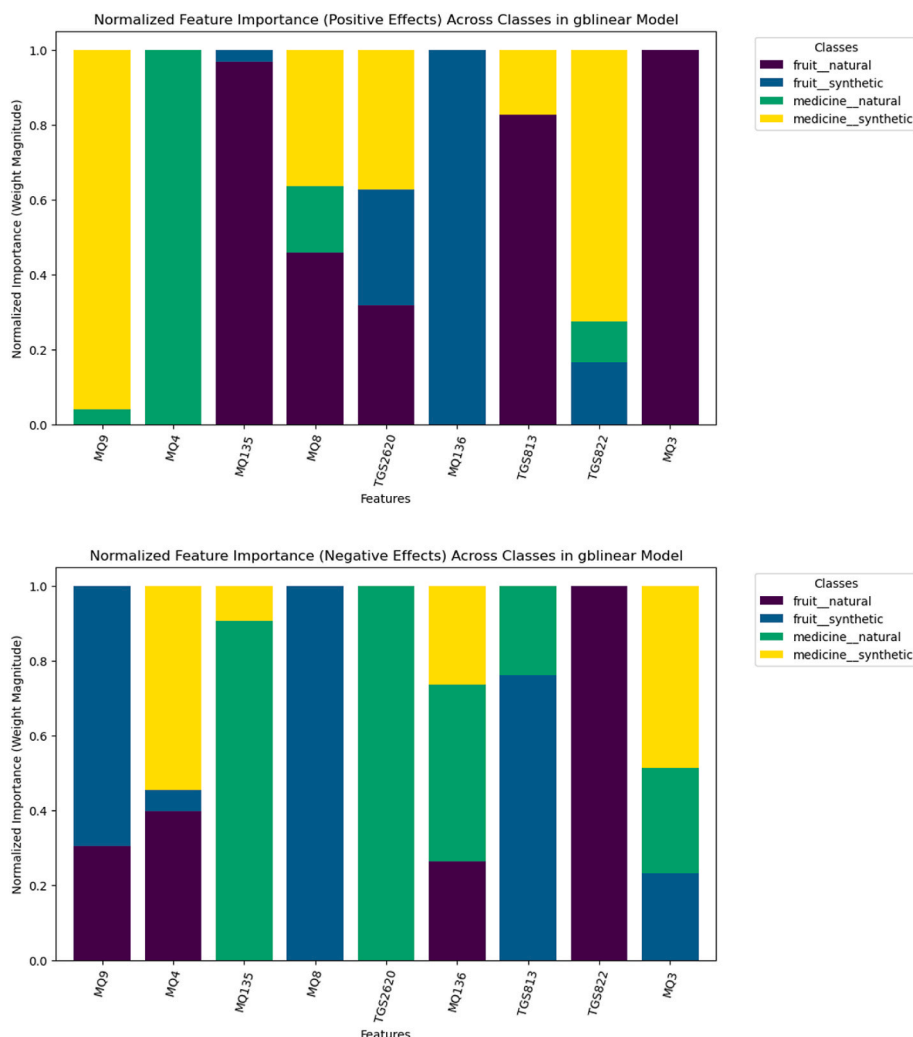 Normalized Feature Importance (Positive Effects) Across Classes in gblinear Model
Normalized Importance (Weight Magnitude)
1.0
0.8
0.6
0.4
0.2
0.0
MQ9
MQ4
MQ135
MQ8
TGS2620
MQ136
TGS813
TGS822
MQ3
Features
Classes
fruit__natural
fruit__synthetic
medicine__natural
medicine__synthetic
Normalized Feature Importance (Negative Effects) Across Classes in gblinear Model
Normalized Importance (Weight Magnitude)
1.0
0.8
0.6
0.4
0.2
0.0
MQ9
MQ4
MQ135
MQ8
TGS2620
MQ136
TGS813
TGS822
MQ3
Features
Classes
fruit__natural
fruit__synthetic
medicine__natural
medicine__synthetic